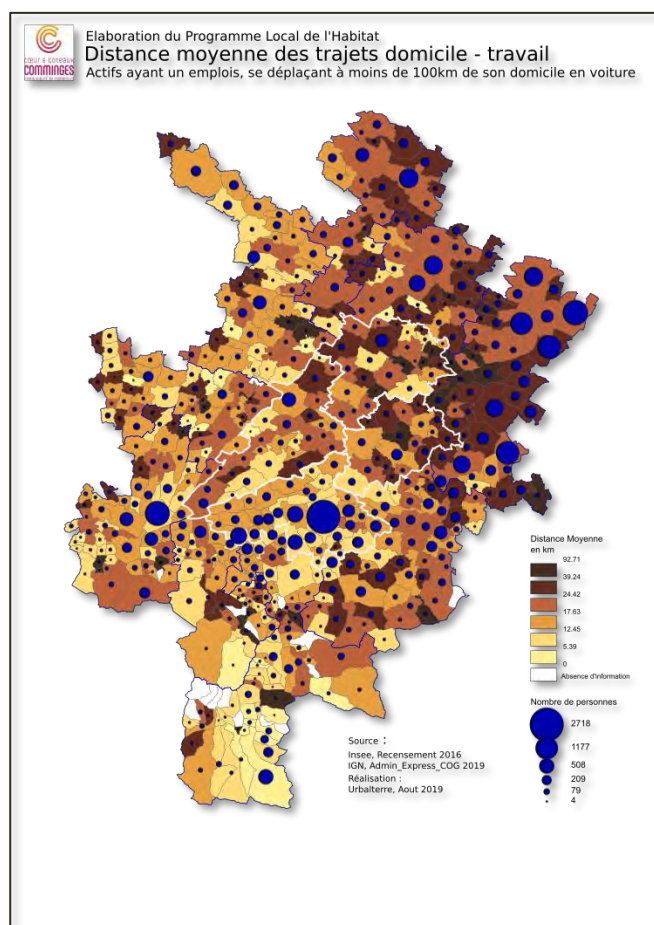 Elaboration du Programme Local de l'Habitat
Distance moyenne des trajets domicile - travail
Actifs ayant un emplois, se déplaçant à moins de 100km de son domicile en voiture
CŒUR & COTEAUX
COMMINGES
Distance Moyenne
en km
92.71
39.24
24.42
17.63
12.45
5.39
0
Absence d'information
Nombre de personnes
2718
1177
508
209
79
4
Source :
Insee, Recensement 2016
IGN, Admin_Express_COG 2019
Réalisation :
Urbalterre, Aout 2019